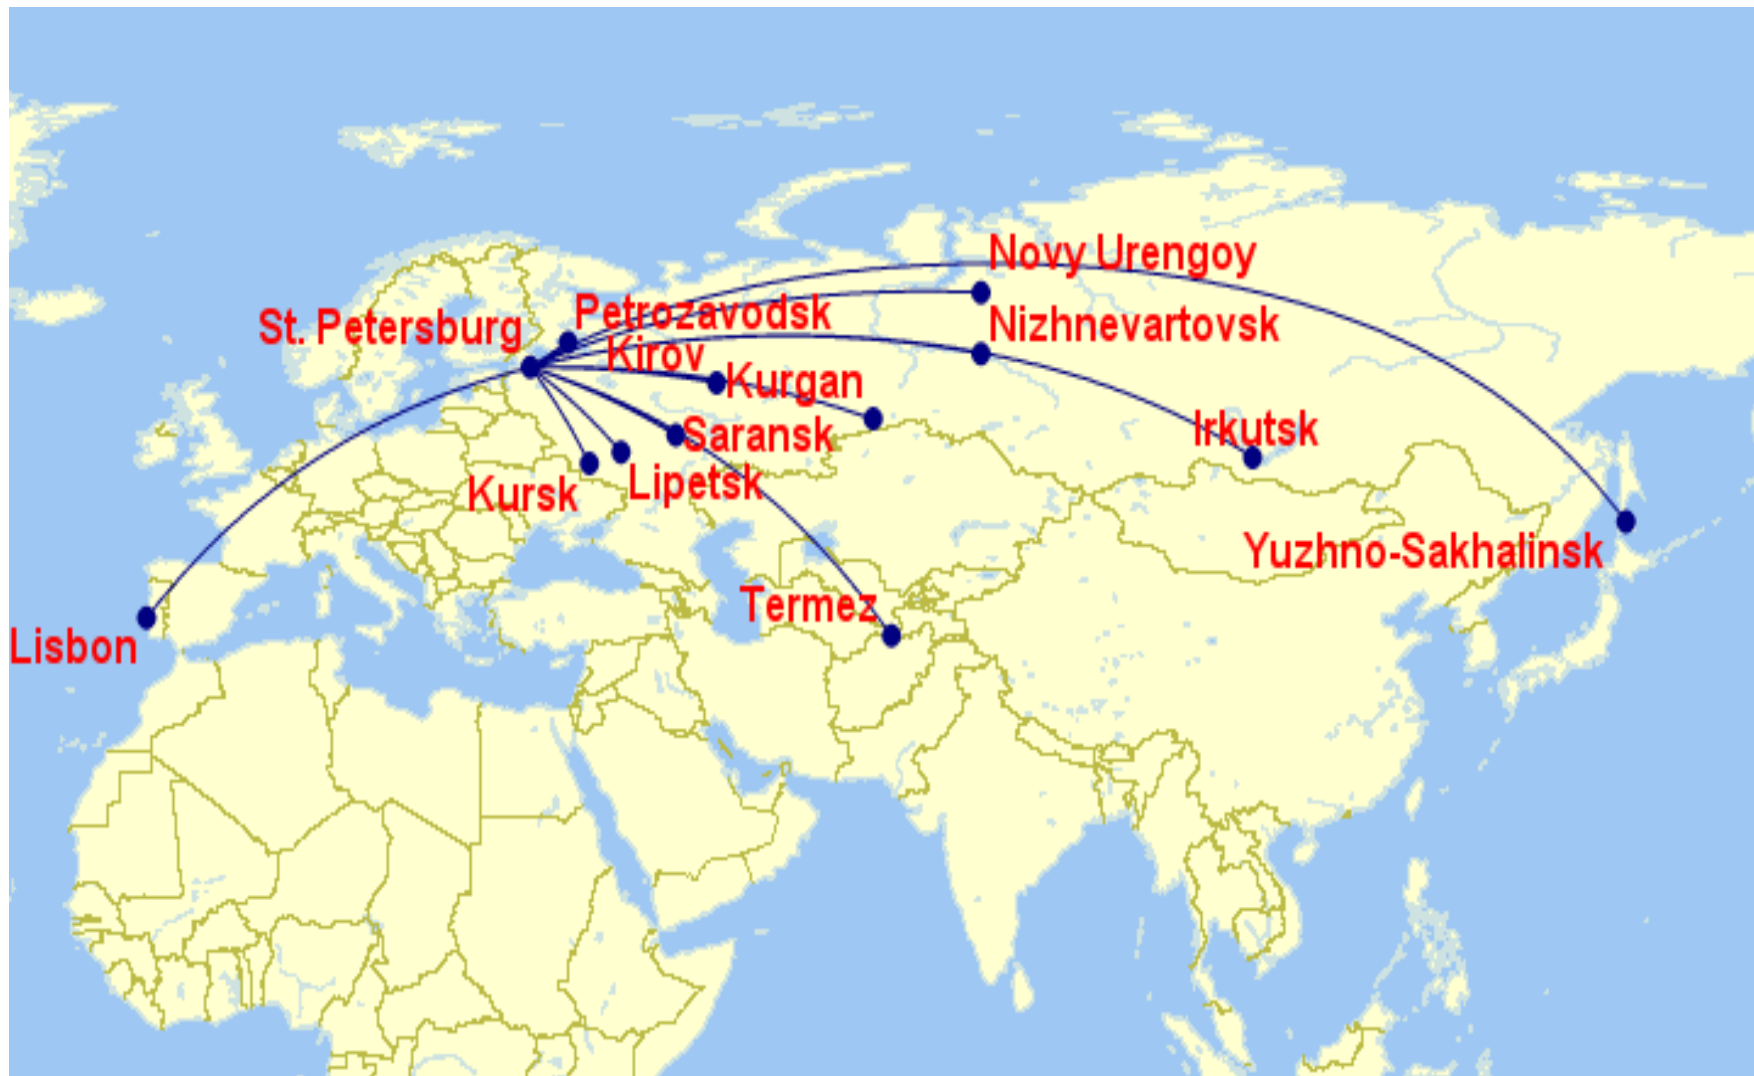 Novy Urengoy
Petrozavodsk
St. Petersburg
Nizhnevartovsk
Kirov
Kurgan
Irkutsk
Saransk
Lipetsk
Kursk
Yuzhno-Sakhalinsk
Termez
Lisbon